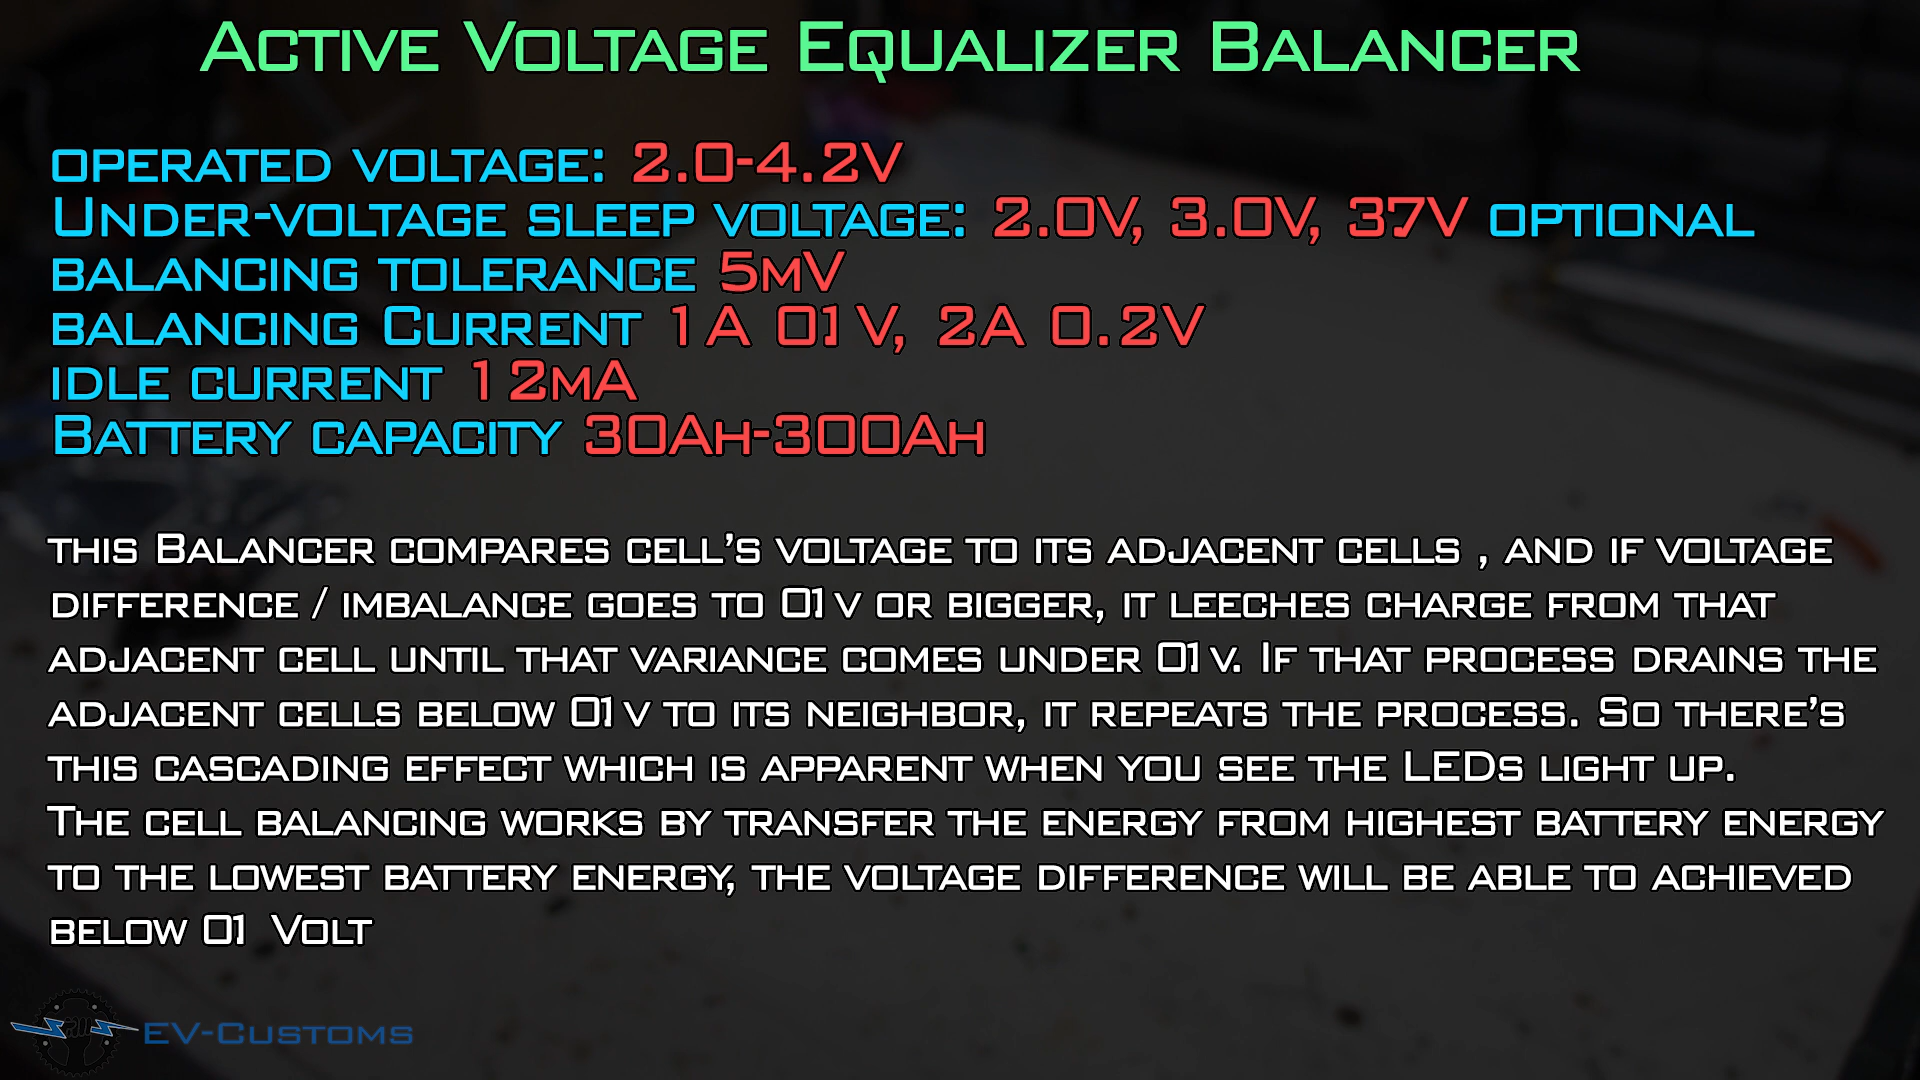 Active Voltage Equalizer Balancer
operated voltage: 2.0-4.2V
Under-voltage sleep voltage: 2.0V, 3.0V, 37V optional
balancing tolerance 5mV
balancing Current 1A 01V, 2A 0.2V
idle current 12mA
Battery capacity 30Ah-300Ah
this Balancer compares cell's voltage to its adjacent cells , and if voltage
difference / imbalance goes to 01v or bigger, it leeches charge from that
adjacent cell until that variance comes under 01v. If that process drains the
adjacent cells below 01v to its neighbor, it repeats the process. So there's
this cascading effect which is apparent when you see the LEDs light up.
The cell balancing works by transfer the energy from highest battery energy
to the lowest battery energy, the voltage difference will be able to achieved
below 01 Volt
EV-Customs